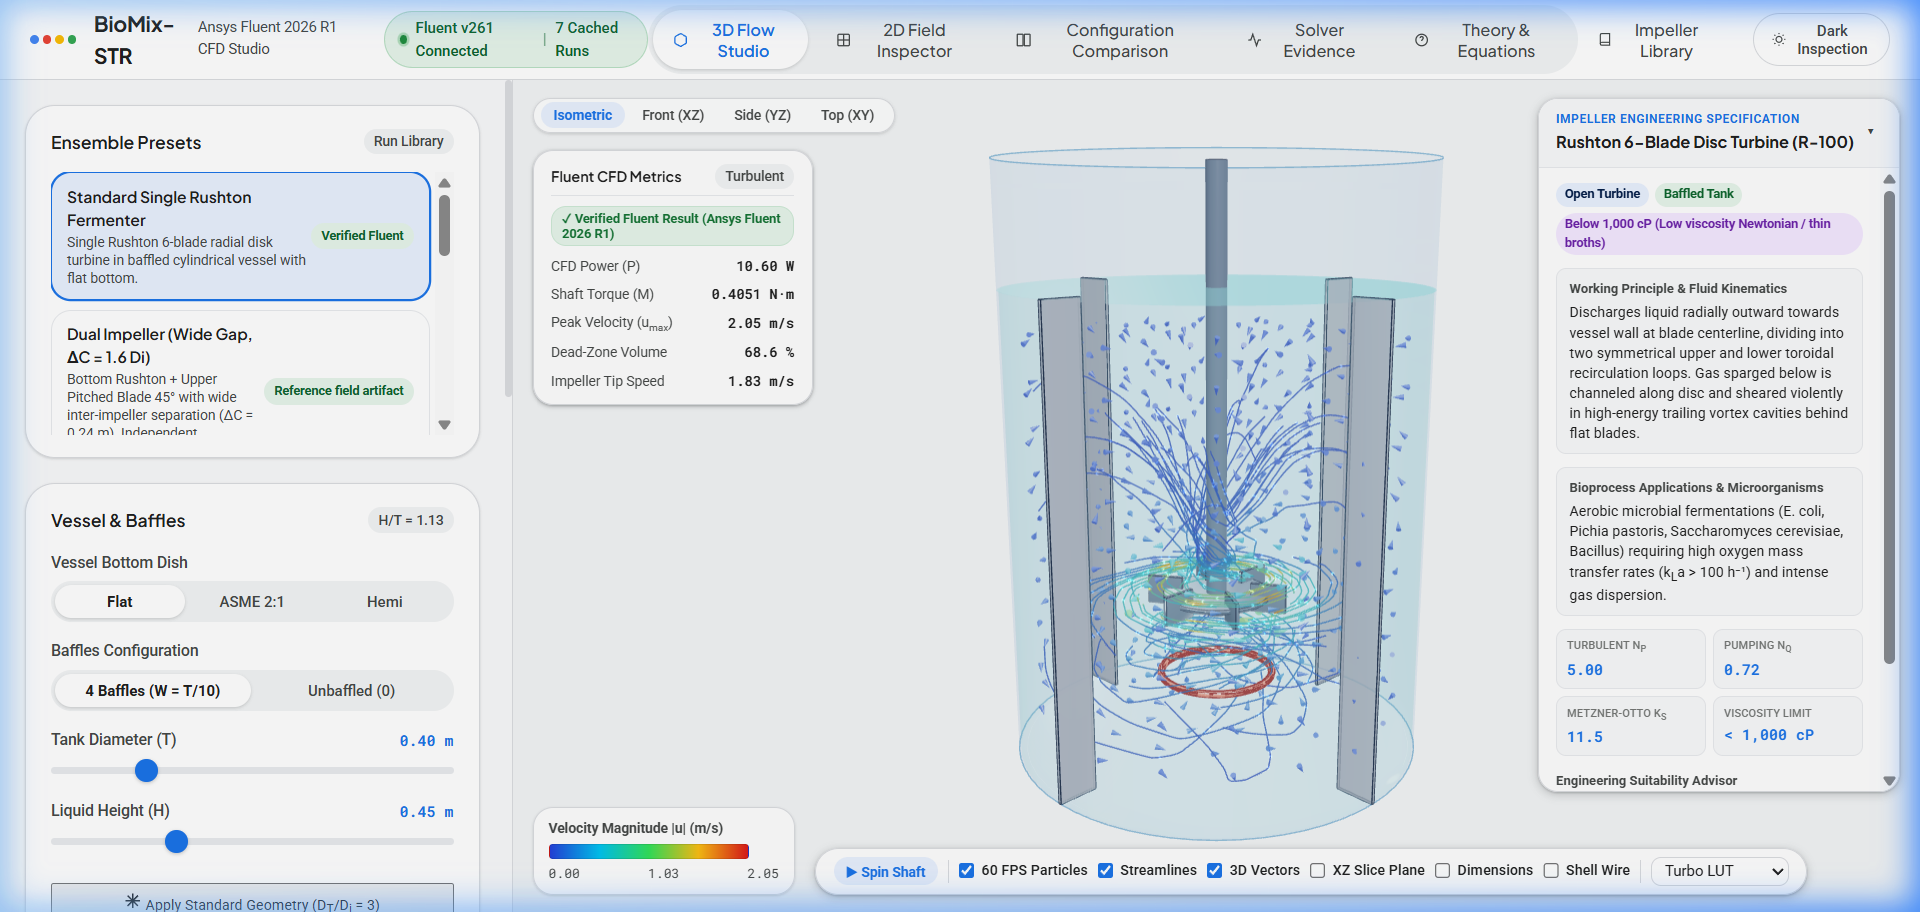 BioMix-
STR
Ansys Fluent 2026 R1
CFD Studio
Fluent v261
Connected
|
7 Cached
Runs
3D Flow
Studio
2D Field
Inspector
Configuration
Comparison
Solver
Evidence
Theory &
Equations
Impeller
Library
Dark
Inspection
Ensemble Presets
Run Library
Standard Single Rushton
Fermenter
Single Rushton 6-blade radial disk
turbine in baffled cylindrical vessel with
flat bottom.
Verified Fluent
Dual Impeller (Wide Gap,
ΔC = 1.6 Di)
Bottom Rushton + Upper
Pitched Blade 45° with wide
inter-impeller separation (ΔC =
0.24 m). Independent
Reference field artifact
Vessel & Baffles
H/T = 1.13
Vessel Bottom Dish
Flat
ASME 2:1
Hemi
Baffles Configuration
4 Baffles (W = T/10)
Unbaffled (0)
Tank Diameter (T)
0.40 m
Liquid Height (H)
0.45 m
Apply Standard Geometry (DT/Di = 3)
Isometric
Front (XZ)
Side (YZ)
Top (XY)
Fluent CFD Metrics
Turbulent
✓ Verified Fluent Result (Ansys Fluent
2026 R1)
CFD Power (P) 10.60 W
Shaft Torque (M) 0.4051 N·m
Peak Velocity (umax) 2.05 m/s
Dead-Zone Volume 68.6 %
Impeller Tip Speed 1.83 m/s
Velocity Magnitude |u| (m/s)
0.00 1.03 2.05
▶ Spin Shaft
60 FPS Particles
Streamlines
3D Vectors
XZ Slice Plane
Dimensions
Shell Wire
Turbo LUT
IMPELLER ENGINEERING SPECIFICATION
Rushton 6-Blade Disc Turbine (R-100)
Open Turbine
Baffled Tank
Below 1,000 cP (Low viscosity Newtonian / thin
broths)
Working Principle & Fluid Kinematics
Discharges liquid radially outward towards
vessel wall at blade centerline, dividing into
two symmetrical upper and lower toroidal
recirculation loops. Gas sparged below is
channeled along disc and sheared violently
in high-energy trailing vortex cavities behind
flat blades.
Bioprocess Applications & Microorganisms
Aerobic microbial fermentations (E. coli,
Pichia pastoris, Saccharomyces cerevisiae,
Bacillus) requiring high oxygen mass
transfer rates (kLa > 100 h⁻¹) and intense
gas dispersion.
TURBULENT NP
5.00
PUMPING NQ
0.72
METZNER-OTTO KS
11.5
VISCOSITY LIMIT
< 1,000 cP
Engineering Suitability Advisor